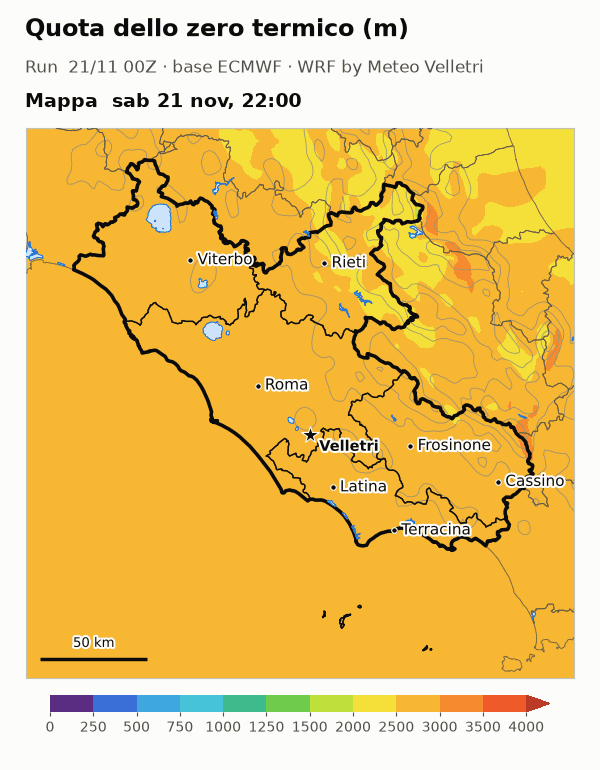 Quota dello zero termico (m)
Run  21/11 00Z · base ECMWF · WRF by Meteo Velletri
Mappa  sab 21 nov, 22:00
Viterbo
Rieti
Roma
Velletri
Frosinone
Cassino
Latina
Terracina
50 km
0 250 500 750 1000 1250 1500 2000 2500 3000 3500 4000